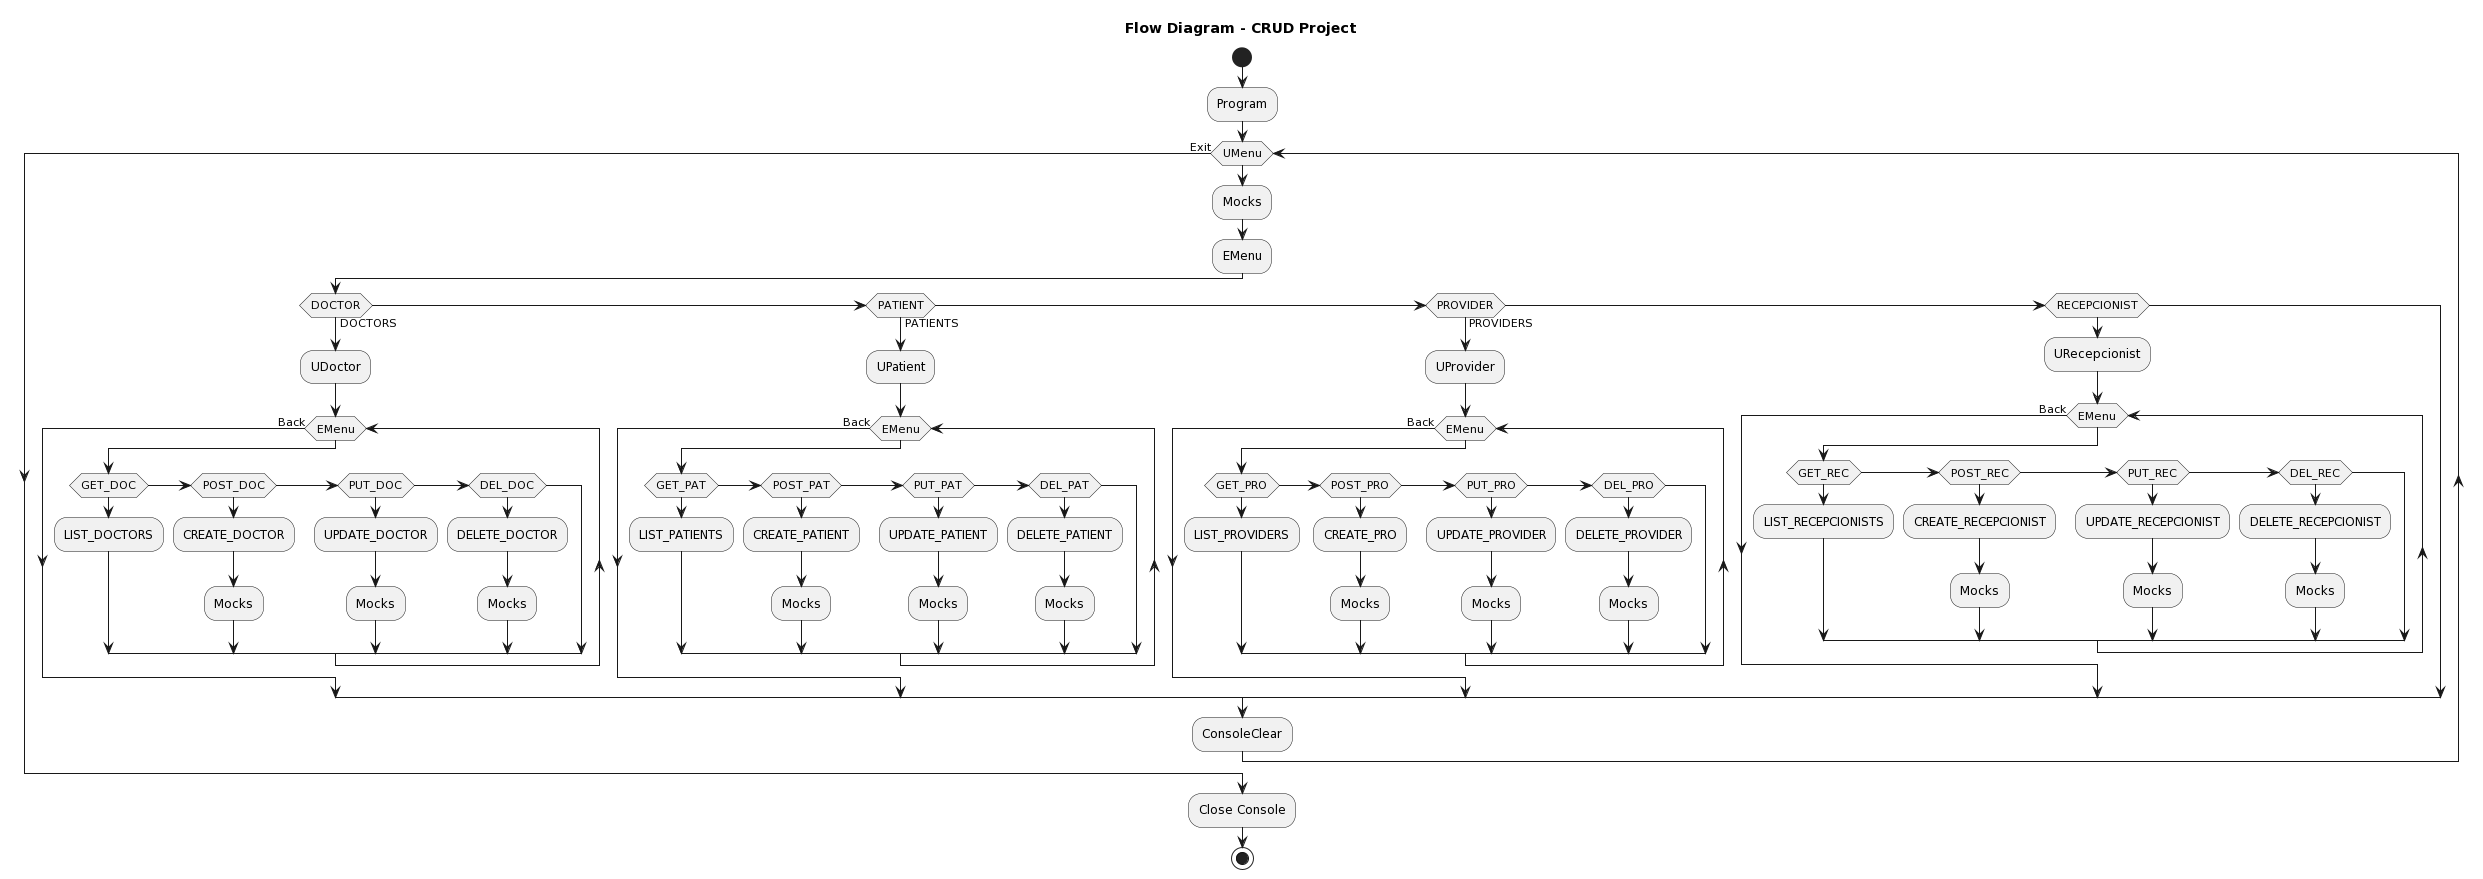 Flow Diagram - CRUD Project
Program
Exit
UMenu
Mocks
EMenu
DOCTOR
PATIENT
PROVIDER
RECEPCIONIST
DOCTORS
PATIENTS
PROVIDERS
UDoctor
UPatient
UProvider
URecepcionist
Back
EMenu
Back
EMenu
Back
EMenu
Back
EMenu
GET_DOC
POST_DOC
PUT_DOC
DEL_DOC
GET_PAT
POST_PAT
PUT_PAT
DEL_PAT
GET_PRO
POST_PRO
PUT_PRO
DEL_PRO
GET_REC
POST_REC
PUT_REC
DEL_REC
LIST_DOCTORS
CREATE_DOCTOR
UPDATE_DOCTOR
DELETE_DOCTOR
LIST_PATIENTS
CREATE_PATIENT
UPDATE_PATIENT
DELETE_PATIENT
LIST_PROVIDERS
CREATE_PRO
UPDATE_PROVIDER
DELETE_PROVIDER
LIST_RECEPCIONISTS
CREATE_RECEPCIONIST
UPDATE_RECEPCIONIST
DELETE_RECEPCIONIST
Mocks
Mocks
Mocks
Mocks
Mocks
Mocks
Mocks
Mocks
Mocks
Mocks
Mocks
Mocks
ConsoleClear
Close Console